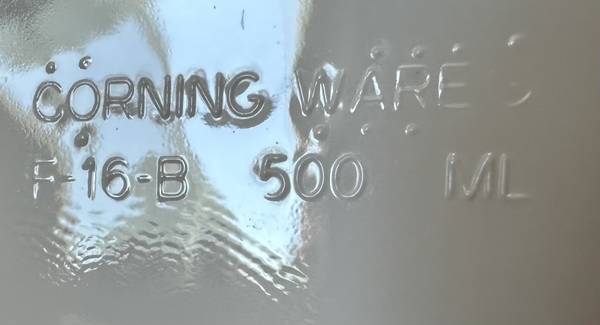 CORNING WARE ®
F-16-B 500 ML